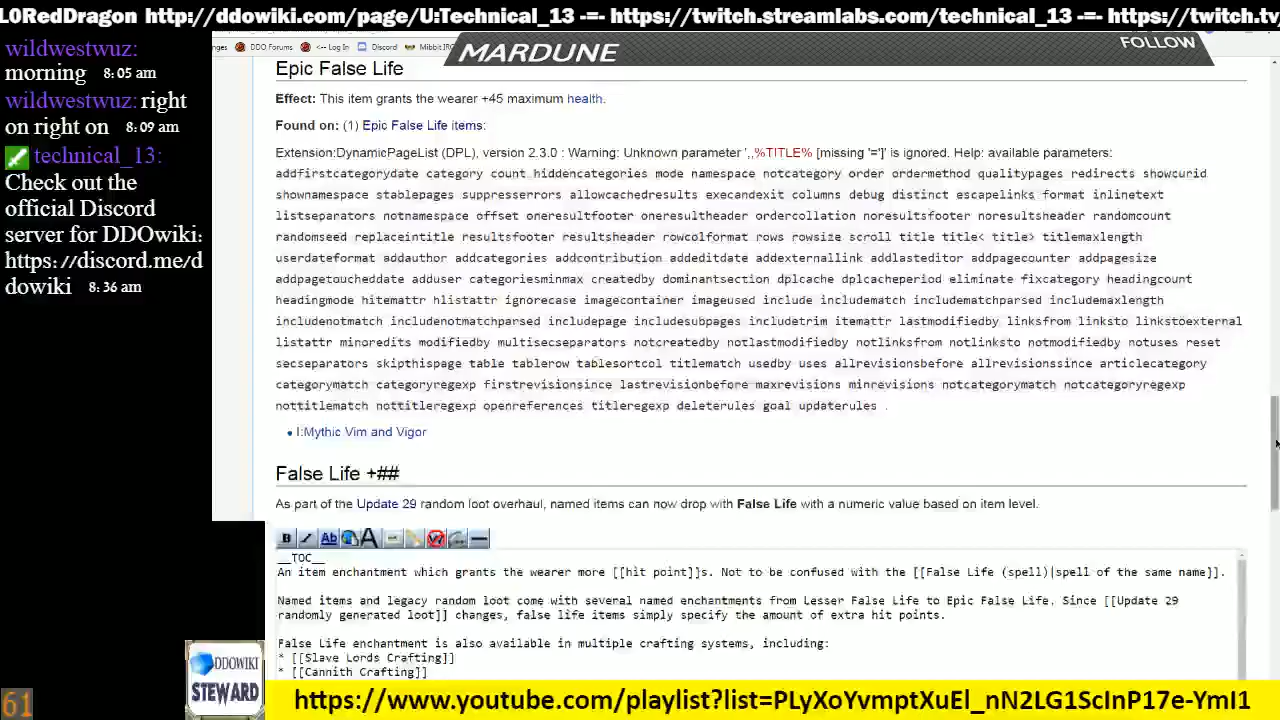 L0RedDragon http://ddowiki.com/page/U:Technical_13 -=- https://twitch.streamlabs.com/technical_13 -=- https://twitch.tv/
wildwestwuz:
morning 8:05 am
wildwestwuz: right
on right on 8:09 am
technical_13:
Check out the
official Discord
server for DDOwiki:
https://discord.me/d
dowiki 8:36 am
nges DDO Forums <-- Log In Discord Mibbit IRC
MARDUNE
FOLLOW
Epic False Life
Effect: This item grants the wearer +45 maximum health.
Found on: (1) Epic False Life items:
Extension:DynamicPageList (DPL), version 2.3.0 : Warning: Unknown parameter ',,%TITLE% [missing '=']' is ignored. Help: available parameters:
addfirstcategorydate category count hiddencategories mode namespace notcategory order ordermethod qualitypages redirects showcurid
shownamespace stablepages suppresserrors allowcachedresults execandexit columns debug distinct escapelinks format inlinetext
listseparators notnamespace offset oneresultfooter oneresultheader ordercollation noresultsfooter noresultsheader randomcount
randomseed replaceintitle resultsfooter resultsheader rowcolformat rows rowsize scroll title title< title> titlemaxlength
userdateformat addauthor addcategories addcontribution addeditdate addexternallink addlasteditor addpagecounter addpagesize
addpagetoucheddate adduser categoriesminmax createdby dominantsection dplcache dplcacheperiod eliminate fixcategory headingcount
headingmode hitemattr hlistattr ignorecase imagecontainer imageused include includematch includematchparsed includemaxlength
includenotmatch includenotmatchparsed includepage includesubpages includetrim itemattr lastmodifiedby linksfrom linksto linkstoexternal
listattr minoredits modifiedby multisecseparators notcreatedby notlastmodifiedby notlinksfrom notlinksto notmodifiedby notuses reset
secseparators skipthispage table tablerow tablesortcol titlematch usedby uses allrevisionsbefore allrevisionssince articlecategory
categorymatch categoryregexp firstrevisionsince lastrevisionbefore maxrevisions minrevisions notcategorymatch notcategoryregexp
nottitlematch nottitleregexp openreferences titleregexp deleterules goal updaterules .
I:Mythic Vim and Vigor
False Life +##
As part of the Update 29 random loot overhaul, named items can now drop with False Life with a numeric value based on item level.
B I Ab A
__TOC__
An item enchantment which grants the wearer more [[hit point]]s. Not to be confused with the [[False Life (spell)|spell of the same name]].
Named items and legacy random loot come with several named enchantments from Lesser False Life to Epic False Life. Since [[Update 29
randomly generated loot]] changes, false life items simply specify the amount of extra hit points.
False Life enchantment is also available in multiple crafting systems, including:
* [[Slave Lords Crafting]]
* [[Cannith Crafting]]
DDOWIKI
STEWARD
61
https://www.youtube.com/playlist?list=PLyXoYvmptXuEl_nN2LG1ScInP17e-YmI1